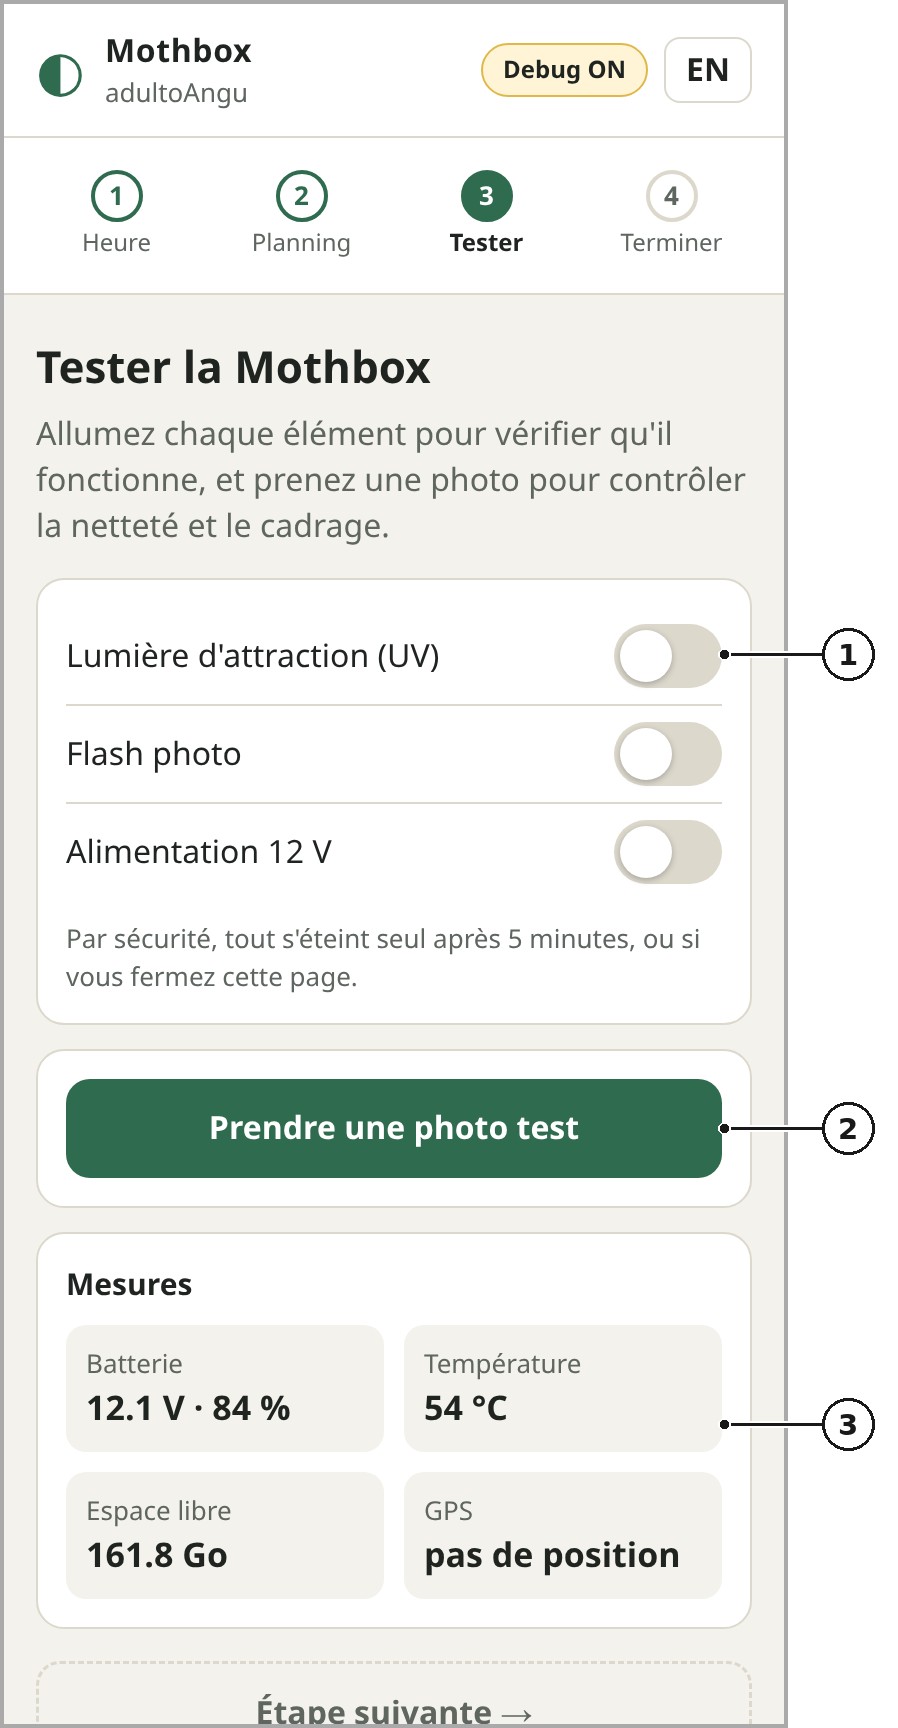 Mothbox
adultoAngu
Debug ON
EN
1
Heure
2
Planning
3
Tester
4
Terminer
Tester la Mothbox
Allumez chaque élément pour vérifier qu'il
fonctionne, et prenez une photo pour contrôler
la netteté et le cadrage.
Lumière d'attraction (UV)
1
Flash photo
Alimentation 12 V
Par sécurité, tout s'éteint seul après 5 minutes, ou si
vous fermez cette page.
Prendre une photo test
2
Mesures
Batterie
12.1 V · 84 %
Température
54 °C
3
Espace libre
161.8 Go
GPS
pas de position
Étape suivante →